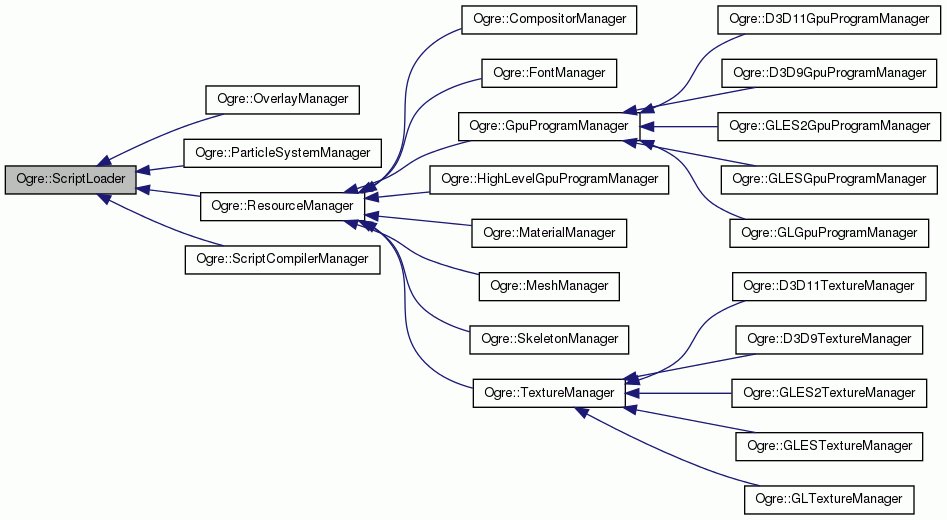 Ogre::CompositorManager
Ogre::D3D11GpuProgramManager
Ogre::FontManager
Ogre::D3D9GpuProgramManager
Ogre::OverlayManager
Ogre::GpuProgramManager
Ogre::GLES2GpuProgramManager
Ogre::ParticleSystemManager
Ogre::ScriptLoader
Ogre::HighLevelGpuProgramManager
Ogre::GLESGpuProgramManager
Ogre::ResourceManager
Ogre::MaterialManager
Ogre::GLGpuProgramManager
Ogre::ScriptCompilerManager
Ogre::MeshManager
Ogre::D3D11TextureManager
Ogre::SkeletonManager
Ogre::D3D9TextureManager
Ogre::TextureManager
Ogre::GLES2TextureManager
Ogre::GLESTextureManager
Ogre::GLTextureManager